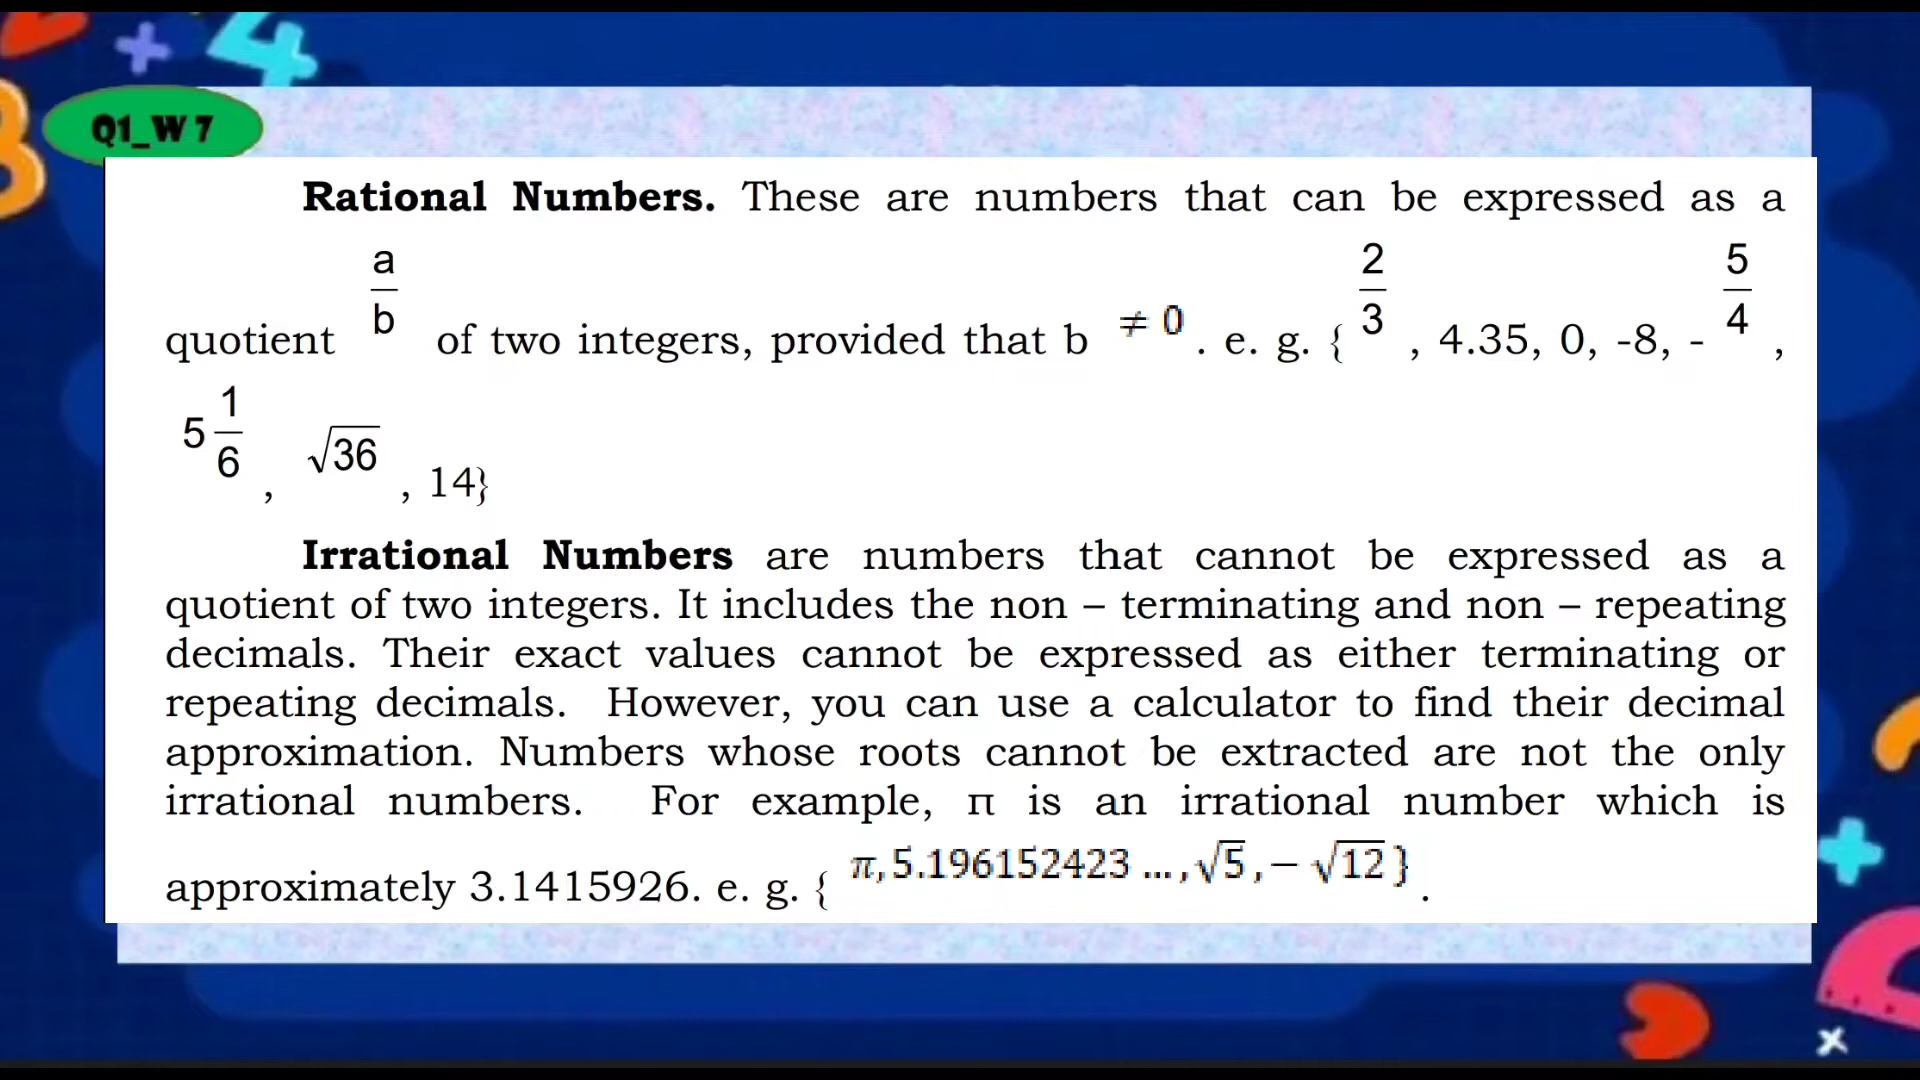 Q1_W 7
Rational Numbers. These are numbers that can be expressed as a
quotient a/b of two integers, provided that b ≠ 0 . e. g. { 2/3 , 4.35, 0, -8, - 5/4 ,
5 1/6 , √36 , 14}
Irrational Numbers are numbers that cannot be expressed as a
quotient of two integers. It includes the non – terminating and non – repeating
decimals. Their exact values cannot be expressed as either terminating or
repeating decimals. However, you can use a calculator to find their decimal
approximation. Numbers whose roots cannot be extracted are not the only
irrational numbers. For example, π is an irrational number which is
approximately 3.1415926. e. g. { π, 5.196152423 ..., √5, − √12 } .